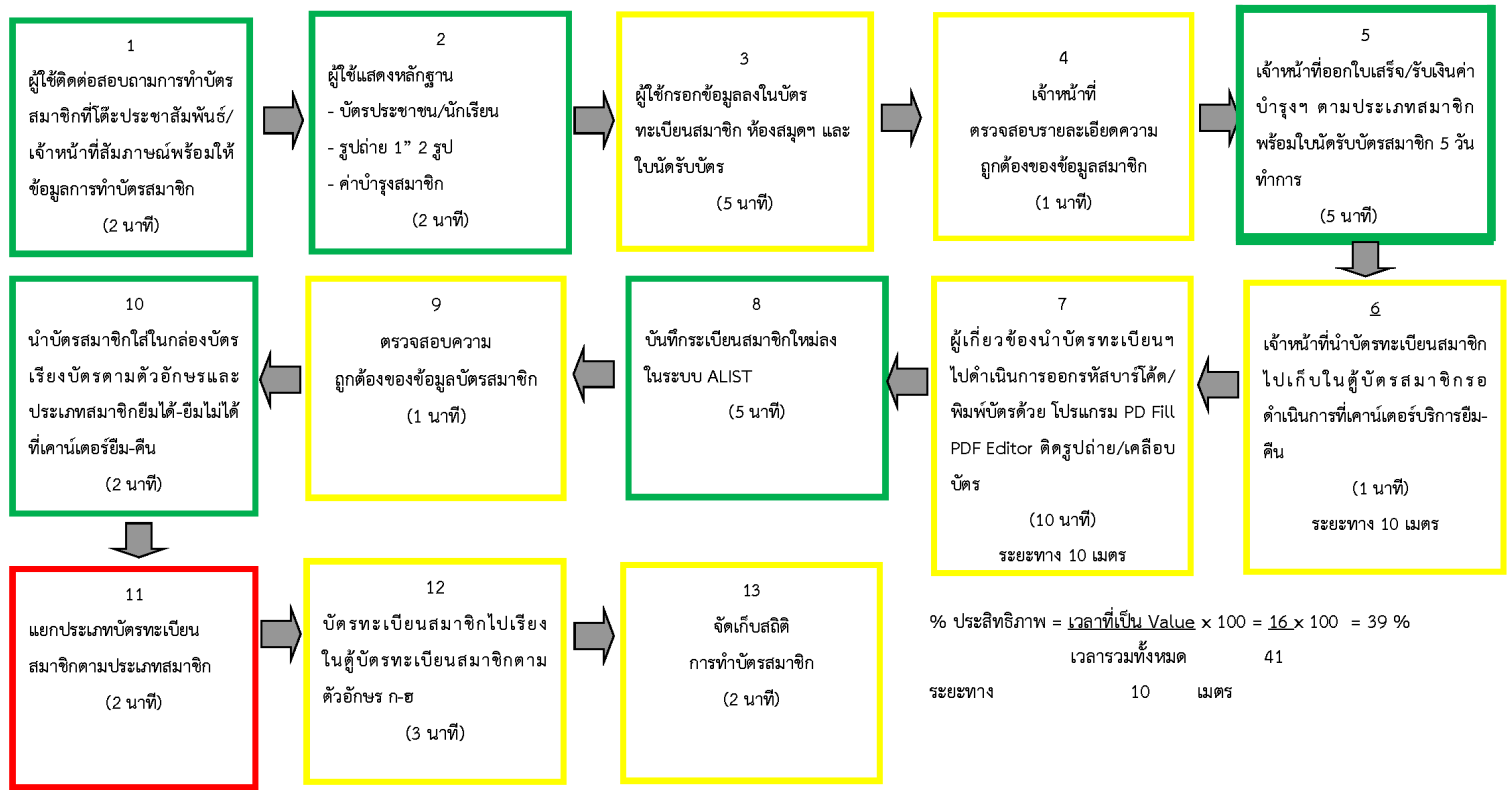 1
ผู้ใช้ติดต่อสอบถามการทำบัตร
สมาชิกที่โต๊ะประชาสัมพันธ์/
เจ้าหน้าที่สัมภาษณ์พร้อมให้
ข้อมูลการทำบัตรสมาชิก
(2 นาที)
2
ผู้ใช้แสดงหลักฐาน
- บัตรประชาชน/นักเรียน
- รูปถ่าย 1” 2 รูป
- ค่าบำรุงสมาชิก
(2 นาที)
3
ผู้ใช้กรอกข้อมูลลงในบัตร
ทะเบียนสมาชิก ห้องสมุดฯ และ
ใบนัดรับบัตร
(5 นาที)
4
เจ้าหน้าที่
ตรวจสอบรายละเอียดความ
ถูกต้องของข้อมูลสมาชิก
(1 นาที)
5
เจ้าหน้าที่ออกใบเสร็จ/รับเงินค่า
บำรุงฯ ตามประเภทสมาชิก
พร้อมใบนัดรับบัตรสมาชิก 5 วัน
ทำการ
(5 นาที)
6
เจ้าหน้าที่นำบัตรทะเบียนสมาชิก
ไปเก็บในตู้บัตรสมาชิกรอ
ดำเนินการที่เคาน์เตอร์บริการยืม-
คืน
(1 นาที)
ระยะทาง 10 เมตร
7
ผู้เกี่ยวข้องนำบัตรทะเบียนฯ
ไปดำเนินการออกรหัสบาร์โค้ด/
พิมพ์บัตรด้วย โปรแกรม PD Fill
PDF Editor ติดรูปถ่าย/เคลือบ
บัตร
(10 นาที)
ระยะทาง 10 เมตร
8
บันทึกระเบียนสมาชิกใหม่ลง
ในระบบ ALIST
(5 นาที)
9
ตรวจสอบความ
ถูกต้องของข้อมูลบัตรสมาชิก
(1 นาที)
10
นำบัตรสมาชิกใส่ในกล่องบัตร
เรียงบัตรตามตัวอักษรและ
ประเภทสมาชิกยืมได้-ยืมไม่ได้
ที่เคาน์เตอร์ยืม-คืน
(2 นาที)
11
แยกประเภทบัตรทะเบียน
สมาชิกตามประเภทสมาชิก
(2 นาที)
12
บัตรทะเบียนสมาชิกไปเรียง
ในตู้บัตรทะเบียนสมาชิกตาม
ตัวอักษร ก-ฮ
(3 นาที)
13
จัดเก็บสถิติ
การทำบัตรสมาชิก
(2 นาที)
% ประสิทธิภาพ = เวลาที่เป็น Value x 100 = 16 x 100 = 39 %
เวลารวมทั้งหมด 41
ระยะทาง 10 เมตร